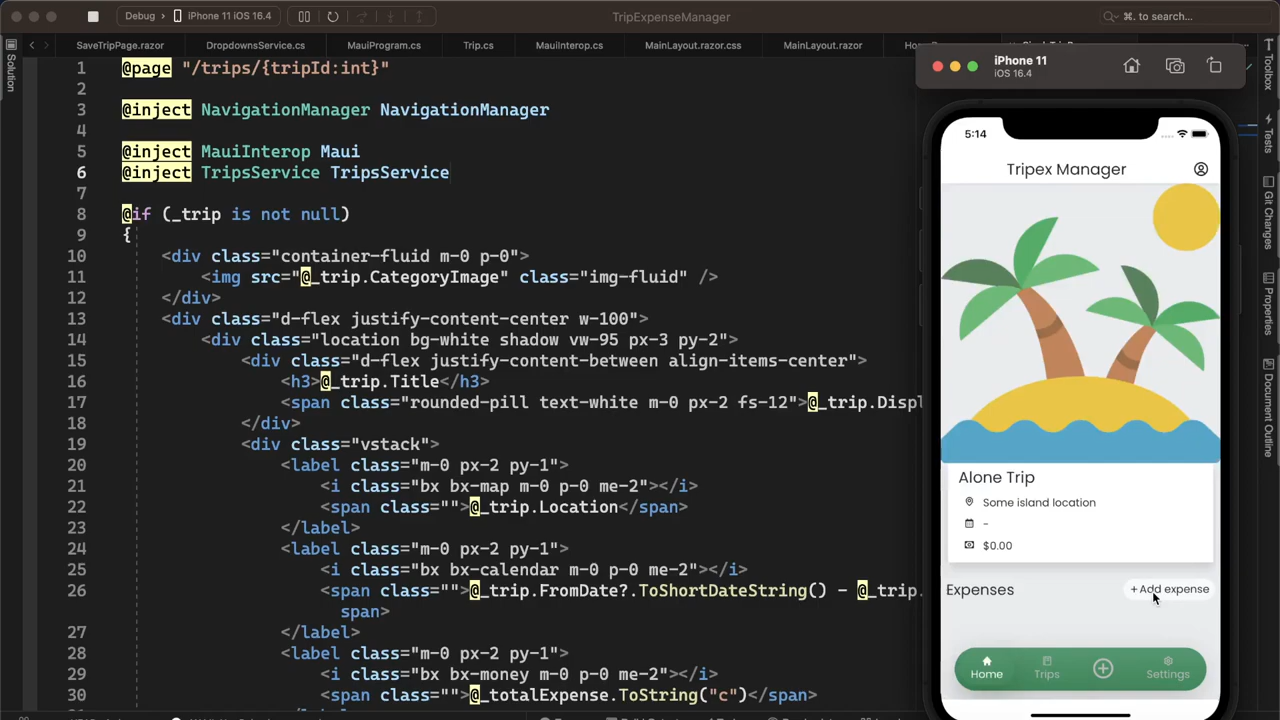 Debug
iPhone 11 iOS 16.4
TripExpenseManager
⌘. to search...
SaveTripPage.razor
DropdownsService.cs
MauiProgram.cs
Trip.cs
MauiInterop.cs
MainLayout.razor.css
MainLayout.razor
Solution
1 @page "/trips/{tripId:int}"
2
3 @inject NavigationManager NavigationManager
4
5 @inject MauiInterop Maui
6 @inject TripsService TripsService
7
8 @if (_trip is not null)
9 {
10 <div class="container-fluid m-0 p-0">
11 <img src="@_trip.CategoryImage" class="img-fluid" />
12 </div>
13 <div class="d-flex justify-content-center w-100">
14 <div class="location bg-white shadow vw-95 px-3 py-2">
15 <div class="d-flex justify-content-between align-items-center">
16 <h3>@_trip.Title</h3>
17 <span class="rounded-pill text-white m-0 px-2 fs-12">@_trip.Displ
18 </div>
19 <div class="vstack">
20 <label class="m-0 px-2 py-1">
21 <i class="bx bx-map m-0 p-0 me-2"></i>
22 <span class="">@_trip.Location</span>
23 </label>
24 <label class="m-0 px-2 py-1">
25 <i class="bx bx-calendar m-0 p-0 me-2"></i>
26 <span class="">@_trip.FromDate?.ToShortDateString() - @_trip.
span>
27 </label>
28 <label class="m-0 px-2 py-1">
29 <i class="bx bx-money m-0 p-0 me-2"></i>
30 <span class="">@_totalExpense.ToString("c")</span>
iPhone 11
iOS 16.4
5:14
Tripex Manager
Alone Trip
Some island location
-
$0.00
Expenses
+ Add expense
Home
Trips
Settings
Toolbox
Tests
Git Changes
Properties
Document Outline